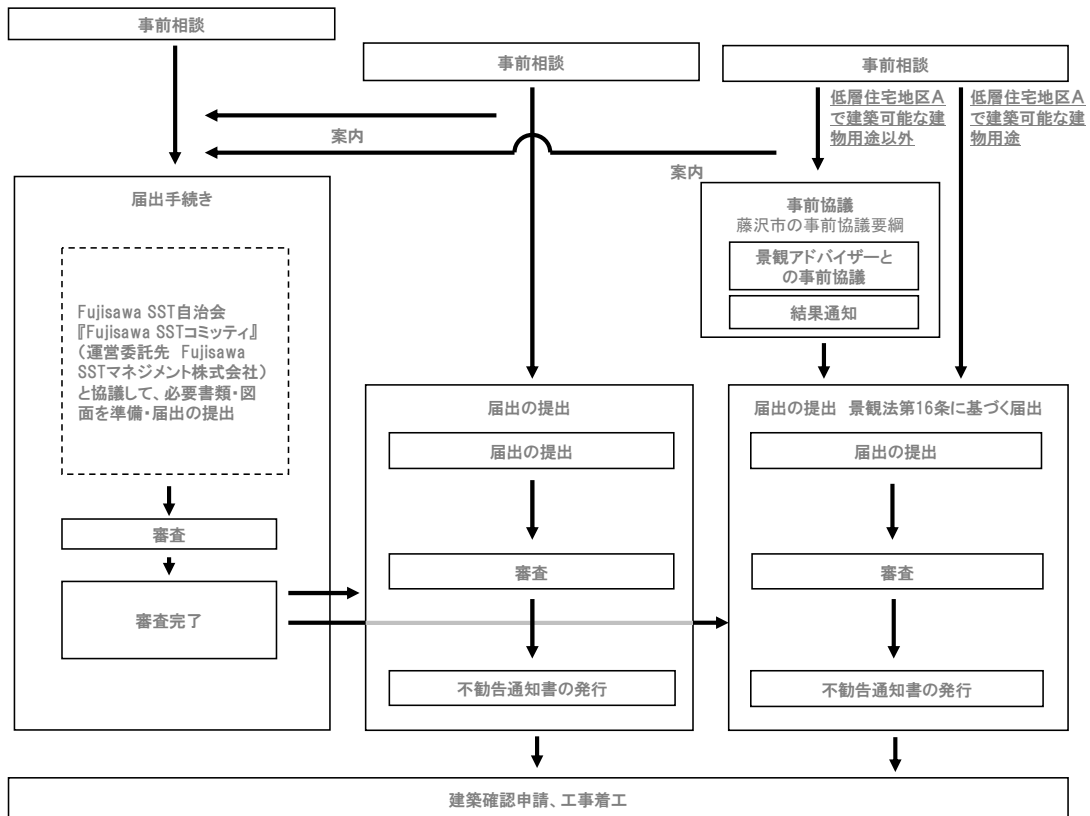 事前相談
事前相談
事前相談
低層住宅地区A
で建築可能な建
物用途以外
低層住宅地区A
で建築可能な建
物用途
案内
案内
届出手続き
Fujisawa SST自治会
『Fujisawa SSTコミッティ』
(運営委託先 Fujisawa
SSTマネジメント株式会社)
と協議して、必要書類・図
面を準備・届出の提出
審査
審査完了
事前協議
藤沢市の事前協議要綱
景観アドバイザーと
の事前協議
結果通知
届出の提出
届出の提出
審査
不勧告通知書の発行
届出の提出 景観法第16条に基づく届出
届出の提出
審査
不勧告通知書の発行
建築確認申請、工事着工